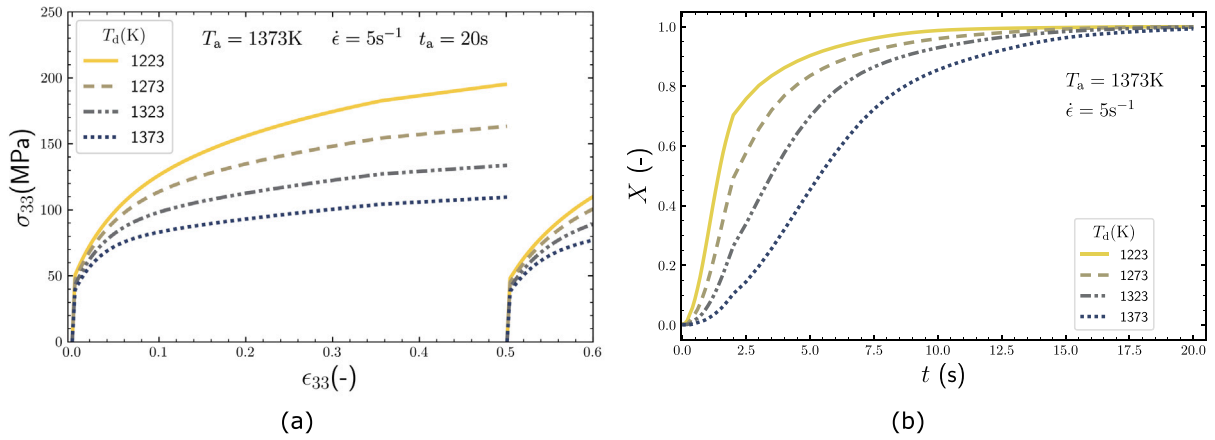 T_d(K)
1223
1273
1323
1373
T_a = 1373K ε̇ = 5s⁻¹ t_a = 20s
250
200
150
100
50
0
σ₃₃(MPa)
0.0 0.1 0.2 0.3 0.4 0.5 0.6
ϵ₃₃(-)
(a)
1.0
0.8
0.6
0.4
0.2
0.0
X (-)
T_a = 1373K
ε̇ = 5s⁻¹
T_d(K)
1223
1273
1323
1373
0.0 2.5 5.0 7.5 10.0 12.5 15.0 17.5 20.0
t (s)
(b)